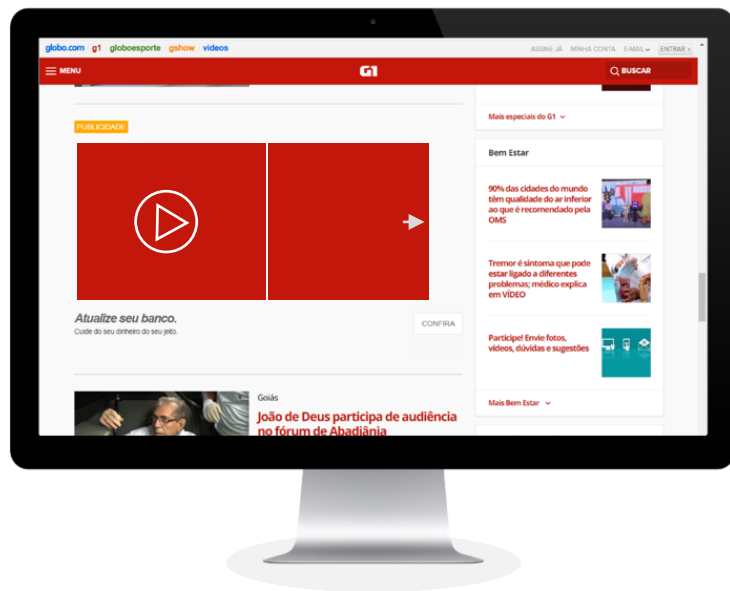 globo.com g1 globoesporte gshow videos
ASSINE JÁ MINHA CONTA E-MAIL ENTRAR ›
MENU
G1
BUSCAR
PUBLICIDADE
Atualize seu banco.
Cuide do seu dinheiro do seu jeito.
CONFIRA
Goiás
João de Deus participa de audiência
no fórum de Abadiânia
Mais especiais do G1
Bem Estar
90% das cidades do mundo
têm qualidade do ar inferior
ao que é recomendado pela
OMS
Tremor é sintoma que pode
estar ligado a diferentes
problemas; médico explica
em VÍDEO
Participe! Envie fotos,
vídeos, dúvidas e sugestões
Mais Bem Estar